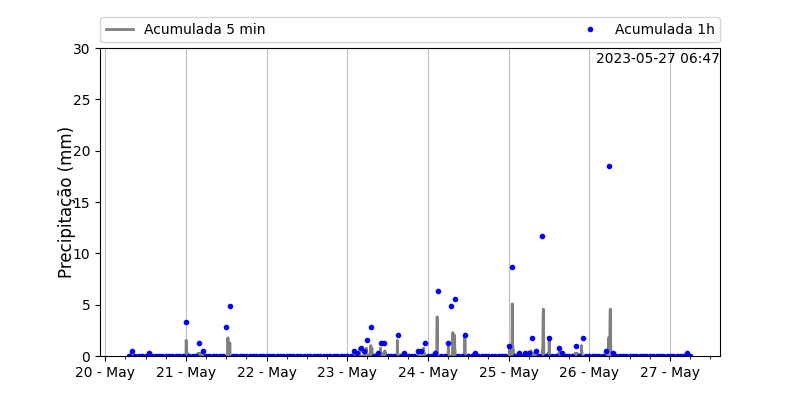 Acumulada 5 min
Acumulada 1h
2023-05-27 06:47
Precipitação (mm)
30
25
20
15
10
5
0
20 - May
21 - May
22 - May
23 - May
24 - May
25 - May
26 - May
27 - May